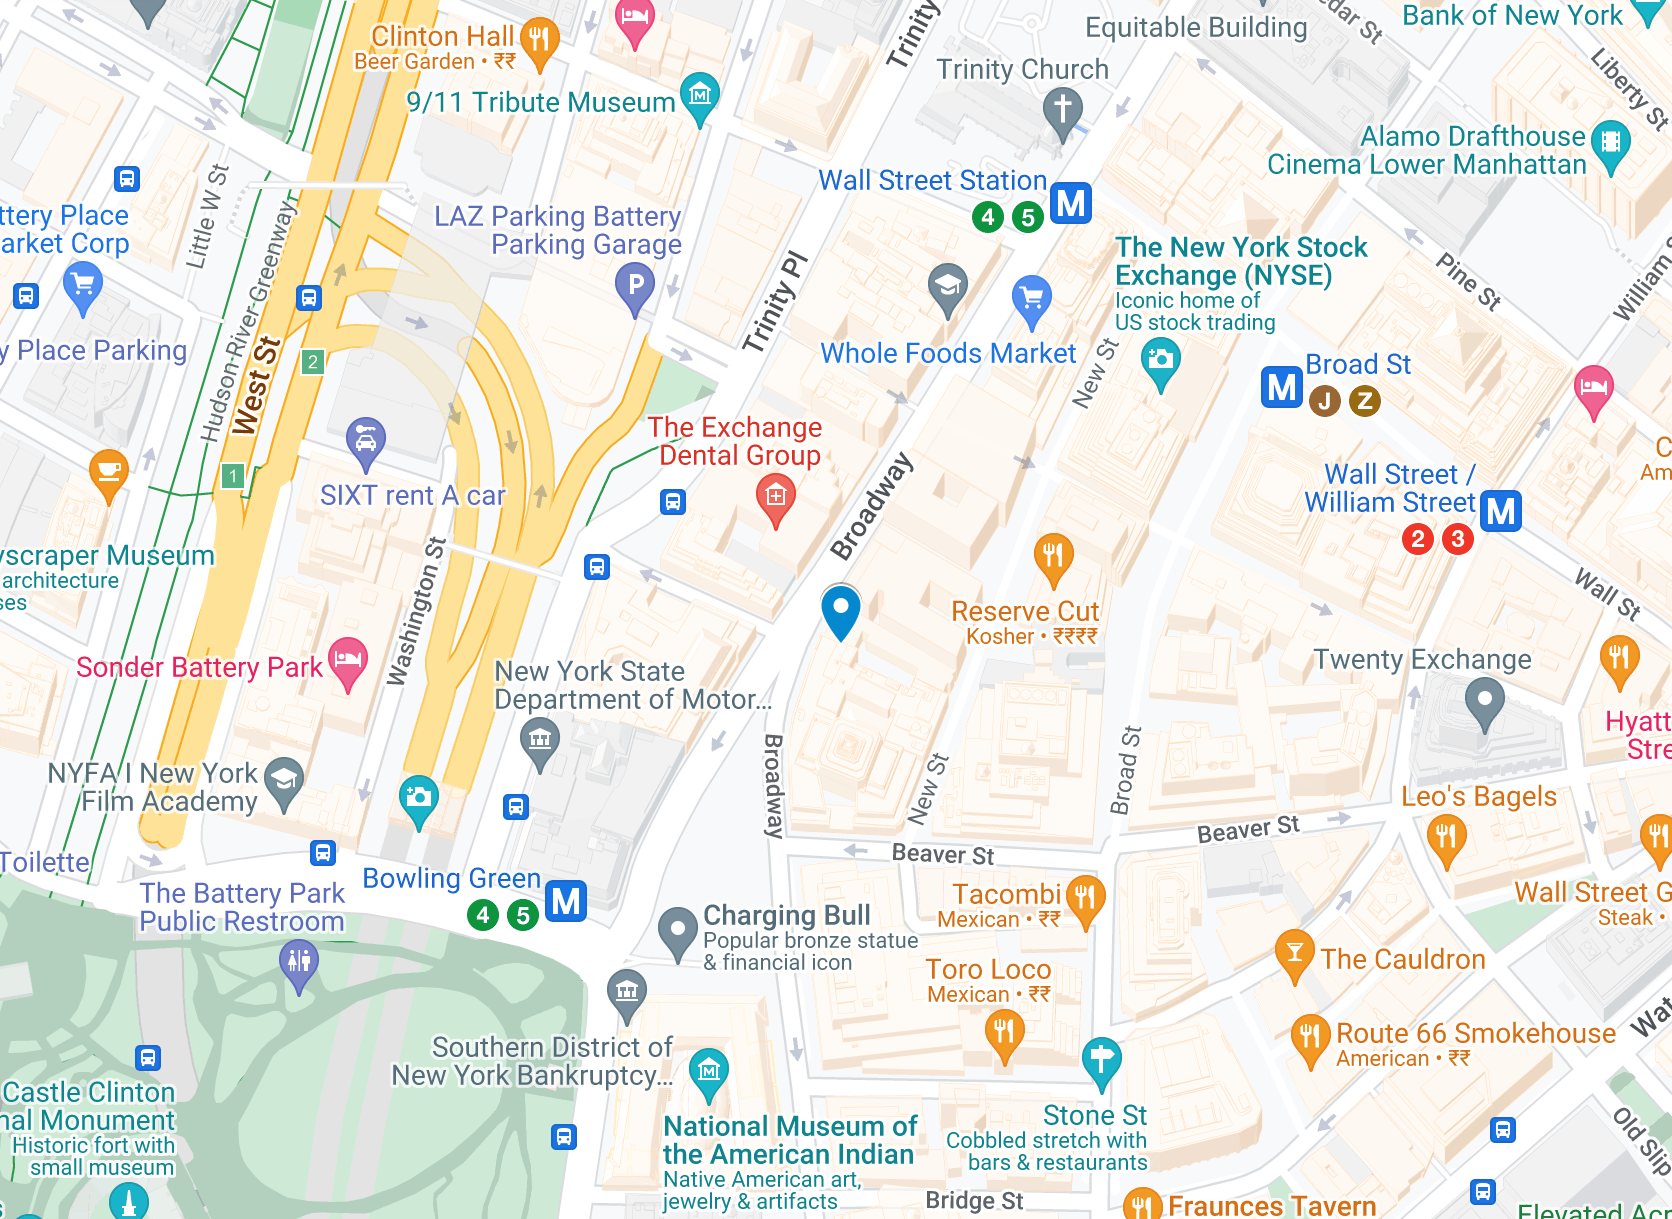 Clinton Hall
Beer Garden • ₹₹
9/11 Tribute Museum
Trinity
Trinity Church
Equitable Building
edar St
Bank of New York
Liberty St
Alamo Drafthouse
Cinema Lower Manhattan
Wall Street Station
4 5
M
Little W St
ttery Place
arket Corp
LAZ Parking Battery
Parking Garage
P
Trinity Pl
The New York Stock
Exchange (NYSE)
Iconic home of
US stock trading
Pine St
William S
Hudson River Greenway
West St
2
y Place Parking
Whole Foods Market
New St
Broad St
M
J Z
The Exchange
Dental Group
Broadway
1
SIXT rent A car
Wall Street /
William Street
M
2 3
C
Am
yscraper Museum
architecture
ses
Washington St
Reserve Cut
Kosher • ₹₹₹₹
Wall St
Sonder Battery Park
New York State
Department of Motor...
Twenty Exchange
Hyatt
Stre
Broadway
New St
Broad St
NYFA I New York
Film Academy
Leo's Bagels
Beaver St
Beaver St
Toilette
The Battery Park
Public Restroom
Bowling Green
4 5
M
Charging Bull
Popular bronze statue
& financial icon
Tacombi
Mexican • ₹₹
Wall Street G
Steak •
The Cauldron
Toro Loco
Mexican • ₹₹
Route 66 Smokehouse
American • ₹₹
Wat
Southern District of
New York Bankruptcy...
Castle Clinton
nal Monument
Historic fort with
small museum
National Museum of
the American Indian
Native American art,
jewelry & artifacts
Stone St
Cobbled stretch with
bars & restaurants
Old Slip
Bridge St
Fraunces Tavern
Elevated Acr